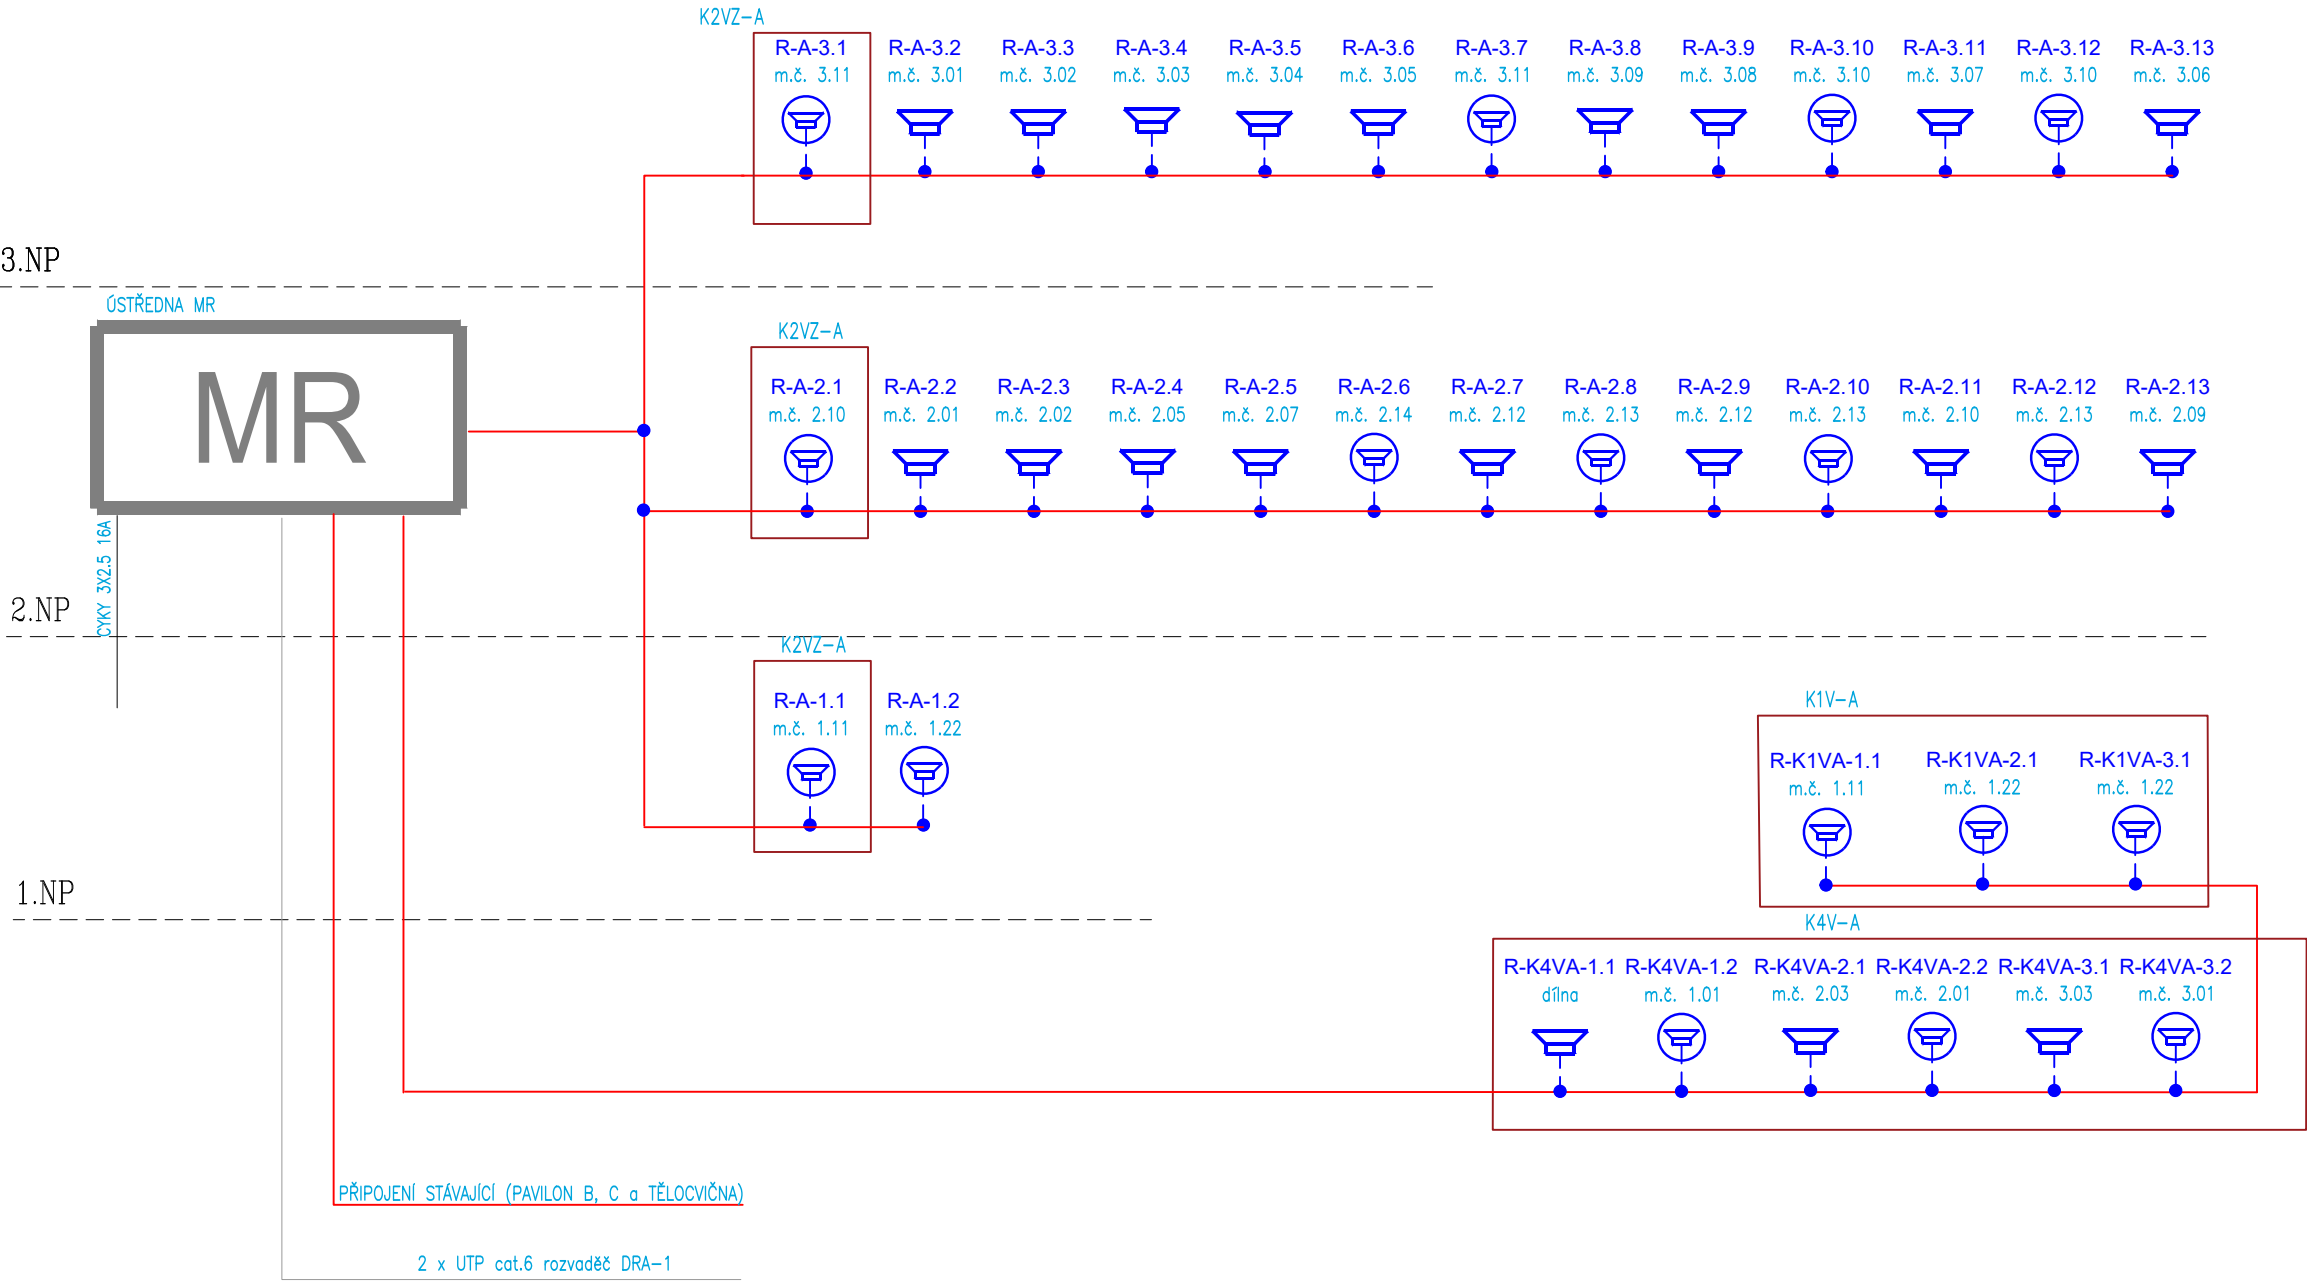 K2VZ-A
R-A-3.1 R-A-3.2 R-A-3.3 R-A-3.4 R-A-3.5 R-A-3.6 R-A-3.7 R-A-3.8 R-A-3.9 R-A-3.10 R-A-3.11 R-A-3.12 R-A-3.13
m.č. 3.11 m.č. 3.01 m.č. 3.02 m.č. 3.03 m.č. 3.04 m.č. 3.05 m.č. 3.11 m.č. 3.09 m.č. 3.08 m.č. 3.10 m.č. 3.07 m.č. 3.10 m.č. 3.06
3.NP
ÚSTŘEDNA MR
MR
K2VZ-A
R-A-2.1 R-A-2.2 R-A-2.3 R-A-2.4 R-A-2.5 R-A-2.6 R-A-2.7 R-A-2.8 R-A-2.9 R-A-2.10 R-A-2.11 R-A-2.12 R-A-2.13
m.č. 2.10 m.č. 2.01 m.č. 2.02 m.č. 2.05 m.č. 2.07 m.č. 2.14 m.č. 2.12 m.č. 2.13 m.č. 2.12 m.č. 2.13 m.č. 2.10 m.č. 2.13 m.č. 2.09
CYKY 3X2.5 16A
2.NP
K2VZ-A
R-A-1.1 R-A-1.2
m.č. 1.11 m.č. 1.22
K1V-A
R-K1VA-1.1 R-K1VA-2.1 R-K1VA-3.1
m.č. 1.11 m.č. 1.22 m.č. 1.22
1.NP
K4V-A
R-K4VA-1.1 R-K4VA-1.2 R-K4VA-2.1 R-K4VA-2.2 R-K4VA-3.1 R-K4VA-3.2
dílna m.č. 1.01 m.č. 2.03 m.č. 2.01 m.č. 3.03 m.č. 3.01
PŘIPOJENÍ STÁVAJÍCÍ (PAVILON B, C a TĚLOCVIČNA)
2 x UTP cat.6 rozvaděč DRA-1